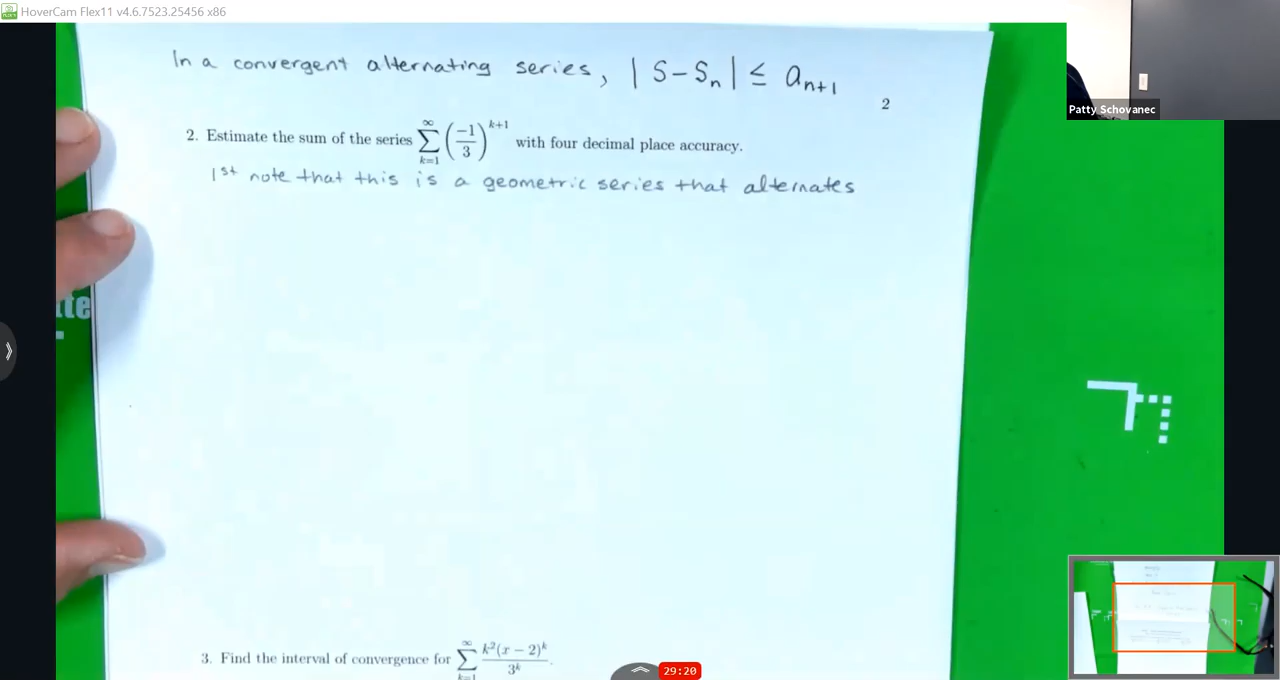 HoverCam Flex11 v4.6.7523.25456 x86
In a convergent alternating series, | S - Sₙ | ≤ aₙ₊₁
2
Patty Schovanec
2. Estimate the sum of the series ∑_{k=1}^{∞} (-1/3)^{k+1} with four decimal place accuracy.
1st note that this is a geometric series that alternates
3. Find the interval of convergence for ∑_{k=1}^{∞} k²(x − 2)ᵏ / 3ᵏ.
29:20